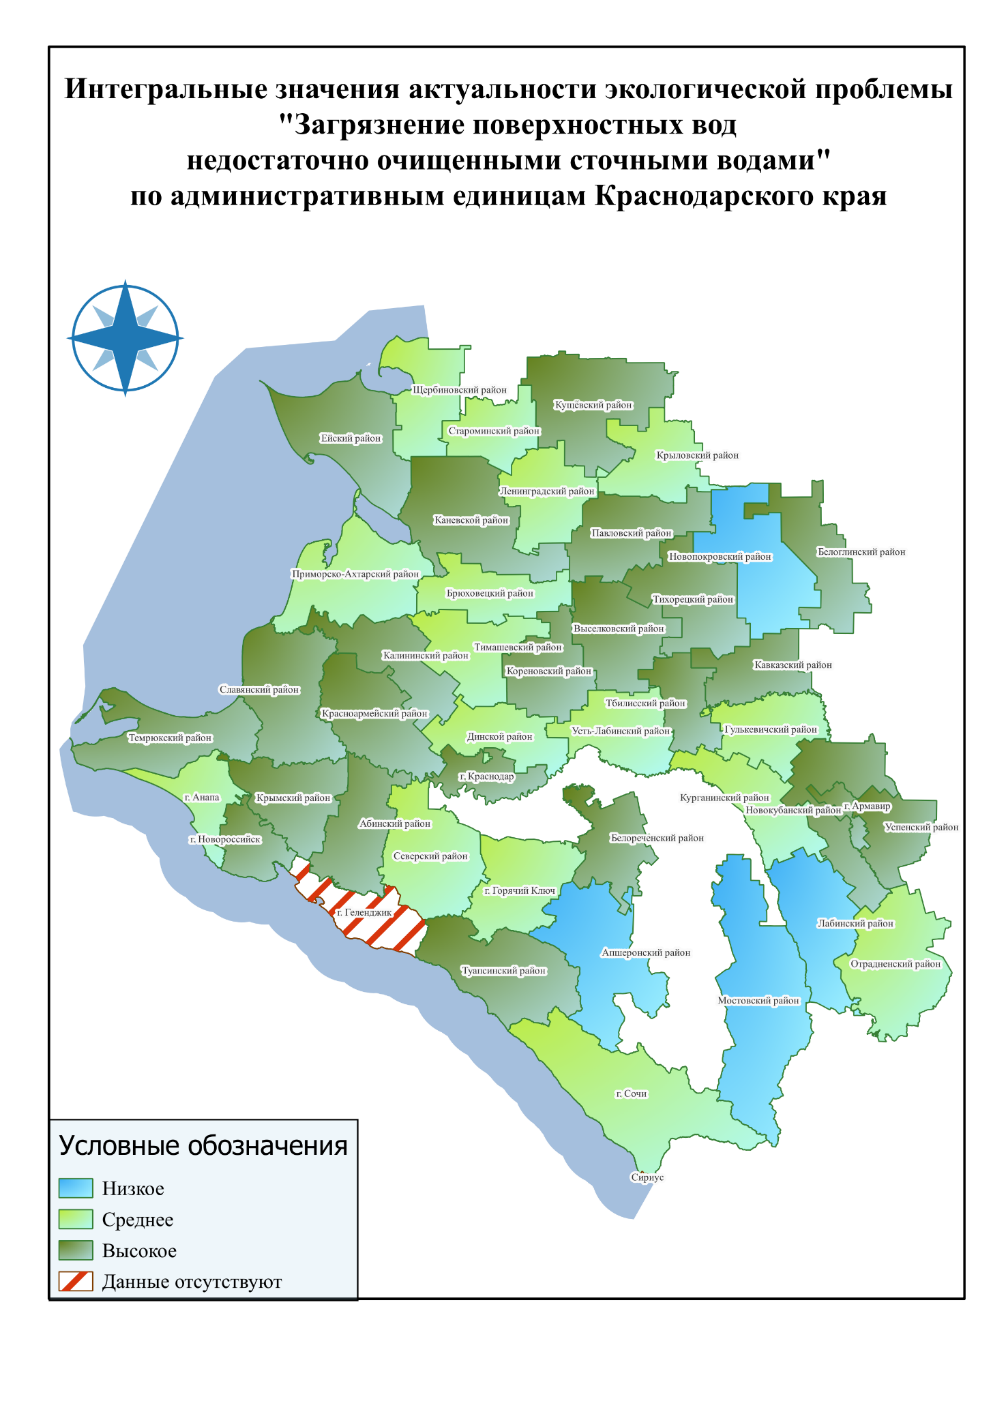 Интегральные значения актуальности экологической проблемы
"Загрязнение поверхностных вод
недостаточно очищенными сточными водами"
по административным единицам Краснодарского края
Щербиновский район
Кущёвский район
Староминский район
Ейский район
Крыловский район
Ленинградский район
Каневской район
Павловский район
Белоглинский район
Новопокровский район
Приморско-Ахтарский район
Брюховецкий район
Тихорецкий район
Выселковский район
Тимашевский район
Калининский район
Кавказский район
Кореновский район
Славянский район
Тбилисский район
Красноармейский район
Усть-Лабинский район
Гулькевичский район
Динской район
Темрюкский район
г. Краснодар
г. Анапа
Крымский район
Курганинский район
г. Армавир
Новокубанский район
Абинский район
Успенский район
г. Новороссийск
Белореченский район
Северский район
г. Горячий Ключ
г. Геленджик
Лабинский район
Апшеронский район
Отрадненский район
Туапсинский район
Мостовский район
г. Сочи
Сириус
Условные обозначения
Низкое
Среднее
Высокое
Данные отсутствуют